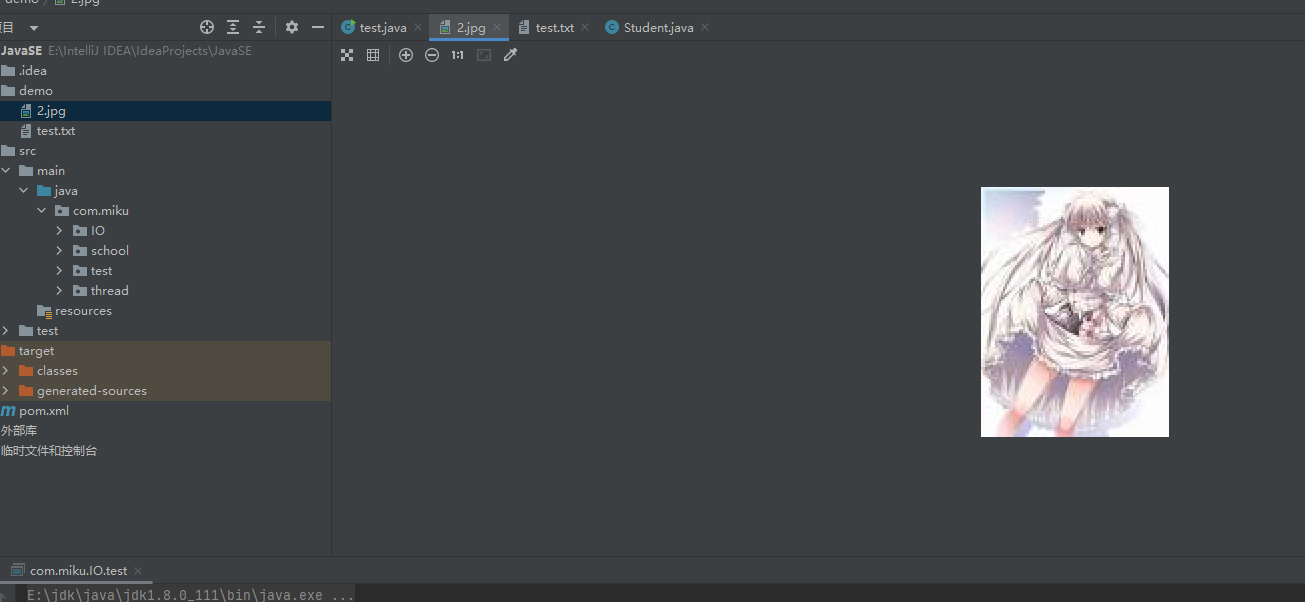 demo / 2.jpg
项目
test.java 2.jpg test.txt Student.java
JavaSE E:\IntelliJ IDEA\IdeaProjects\JavaSE
1:1
.idea
demo
2.jpg
test.txt
src
main
java
com.miku
IO
school
test
thread
resources
test
target
classes
generated-sources
pom.xml
外部库
临时文件和控制台
com.miku.IO.test
E:\jdk\java\jdk1.8.0_111\bin\java.exe ...